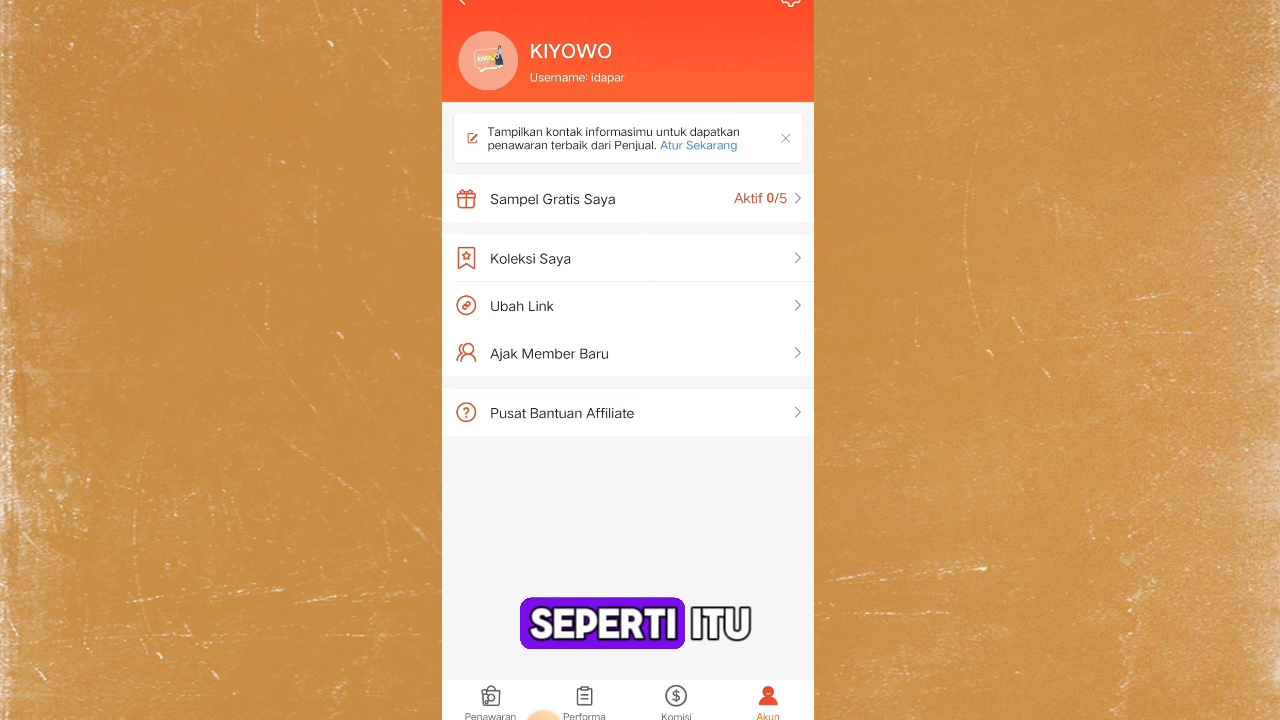 KIYOWO
Username: idapar
Tampilkan kontak informasimu untuk dapatkan
penawaran terbaik dari Penjual. Atur Sekarang
Sampel Gratis Saya
Aktif 0/5
Koleksi Saya
Ubah Link
Ajak Member Baru
Pusat Bantuan Affiliate
SEPERTI ITU
Penawaran
Performa
Komisi
Akun